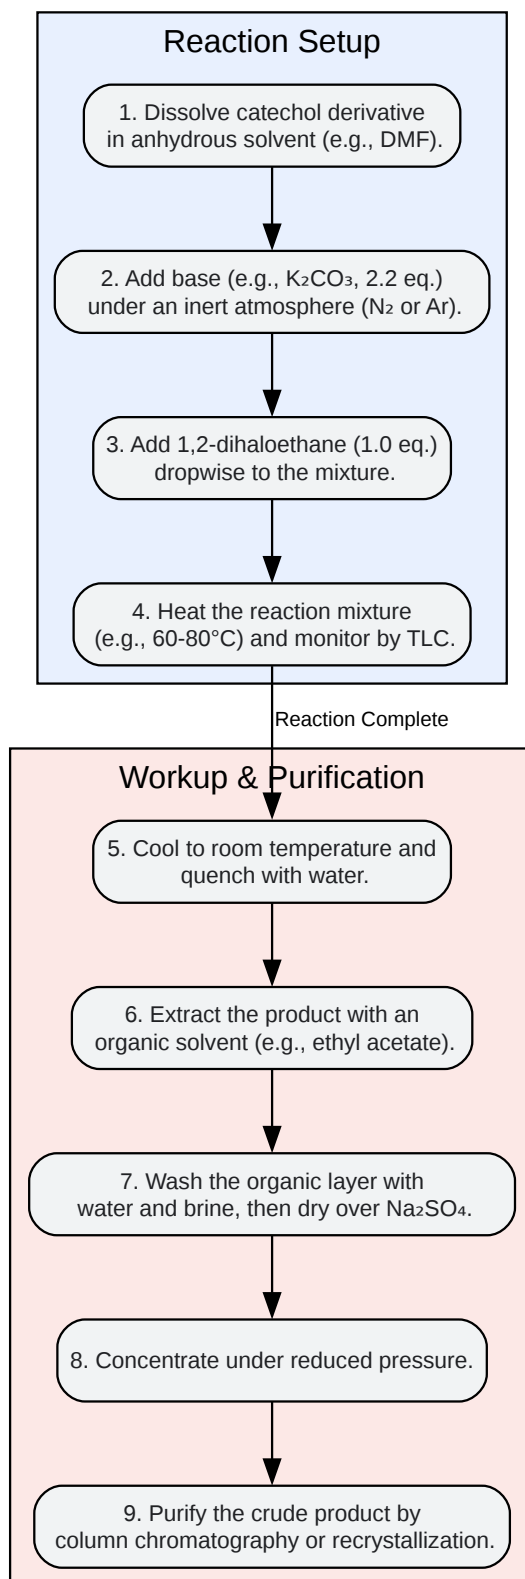 Reaction Setup
1. Dissolve catechol derivative
in anhydrous solvent (e.g., DMF).
2. Add base (e.g., K₂CO₃, 2.2 eq.)
under an inert atmosphere (N₂ or Ar).
3. Add 1,2-dihaloethane (1.0 eq.)
dropwise to the mixture.
4. Heat the reaction mixture
(e.g., 60-80°C) and monitor by TLC.
Reaction Complete
Workup & Purification
5. Cool to room temperature and
quench with water.
6. Extract the product with an
organic solvent (e.g., ethyl acetate).
7. Wash the organic layer with
water and brine, then dry over Na₂SO₄.
8. Concentrate under reduced pressure.
9. Purify the crude product by
column chromatography or recrystallization.